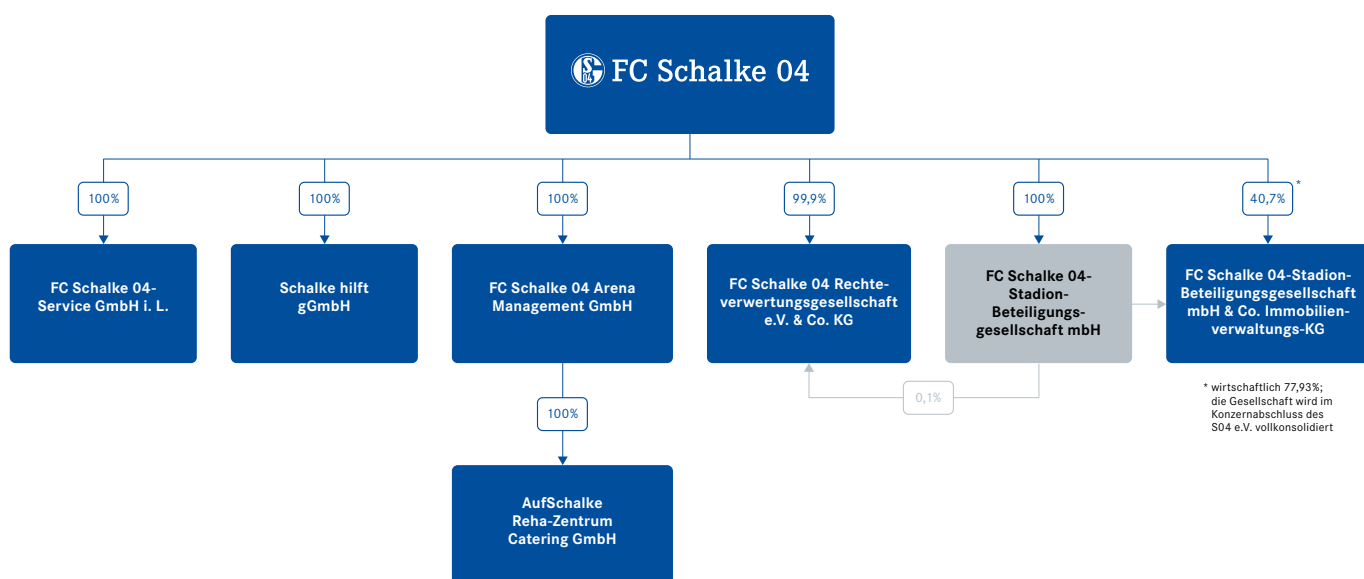 S04 FC Schalke 04
100%
100%
100%
99,9%
100%
40,7%
*
FC Schalke 04-
Service GmbH i. L.
Schalke hilft
gGmbH
FC Schalke 04 Arena
Management GmbH
FC Schalke 04 Rechte-
verwertungsgesellschaft
e.V. & Co. KG
FC Schalke 04-
Stadion-
Beteiligungs-
gesellschaft mbH
FC Schalke 04-Stadion-
Beteiligungsgesellschaft
mbH & Co. Immobilien-
verwaltungs-KG
0,1%
* wirtschaftlich 77,93%;
die Gesellschaft wird im
Konzernabschluss des
S04 e.V. vollkonsolidiert
100%
AufSchalke
Reha-Zentrum
Catering GmbH